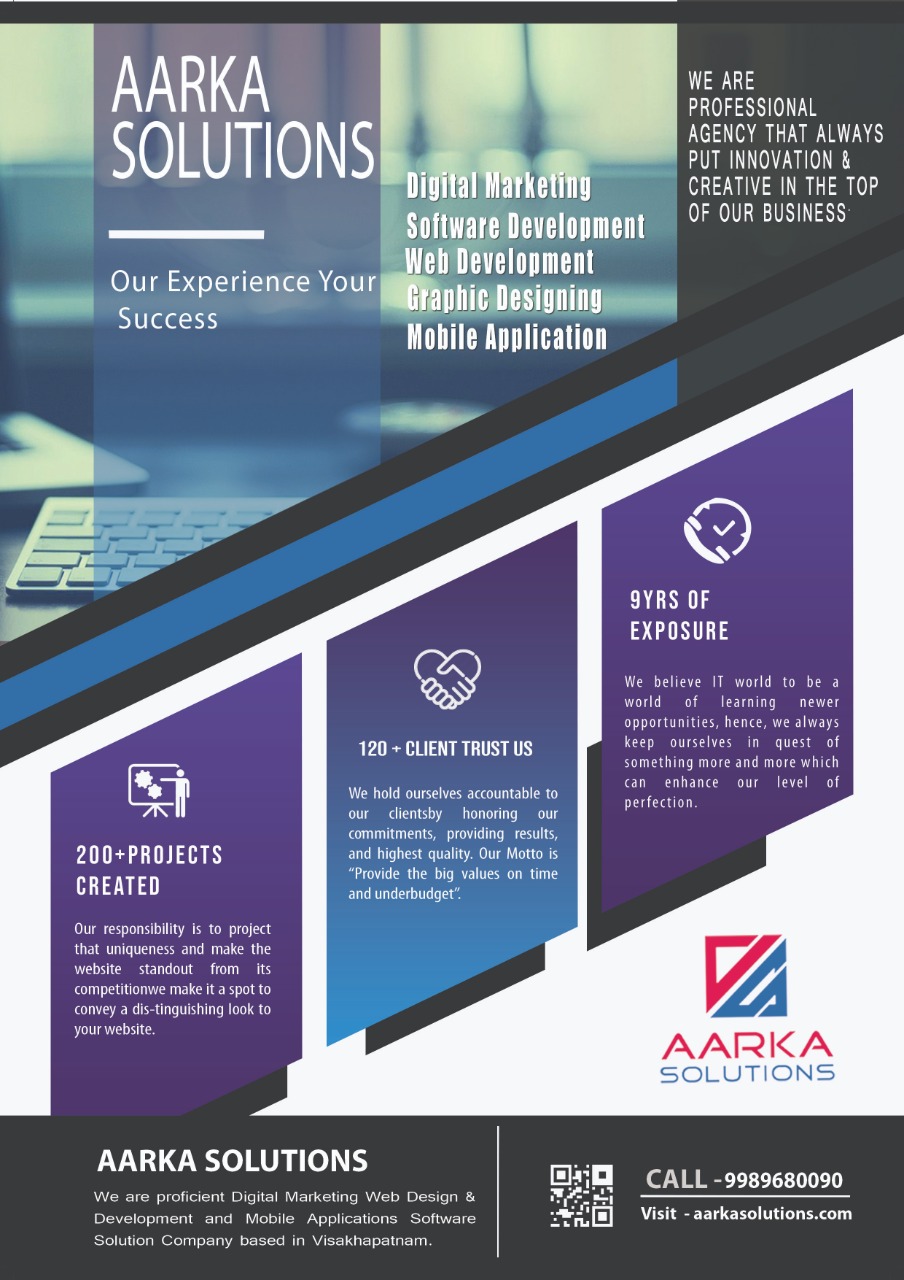 AARKA
SOLUTIONS
Our Experience Your
Success
Digital Marketing
Software Development
Web Development
Graphic Designing
Mobile Application
WE ARE
PROFESSIONAL
AGENCY THAT ALWAYS
PUT INNOVATION &
CREATIVE IN THE TOP
OF OUR BUSINESS
200+PROJECTS
CREATED
Our responsibility is to project
that uniqueness and make the
website standout from its
competitionwe make it a spot to
convey a dis-tinguishing look to
your website.
120 + CLIENT TRUST US
We hold ourselves accountable to
our clientsby honoring our
commitments, providing results,
and highest quality. Our Motto is
“Provide the big values on time
and underbudget”.
9YRS OF
EXPOSURE
We believe IT world to be a
world of learning newer
opportunities, hence, we always
keep ourselves in quest of
something more and more which
can enhance our level of
perfection.
AARKA
SOLUTIONS
AARKA SOLUTIONS
We are proficient Digital Marketing Web Design &
Development and Mobile Applications Software
Solution Company based in Visakhapatnam.
CALL -9989680090
Visit - aarkasolutions.com